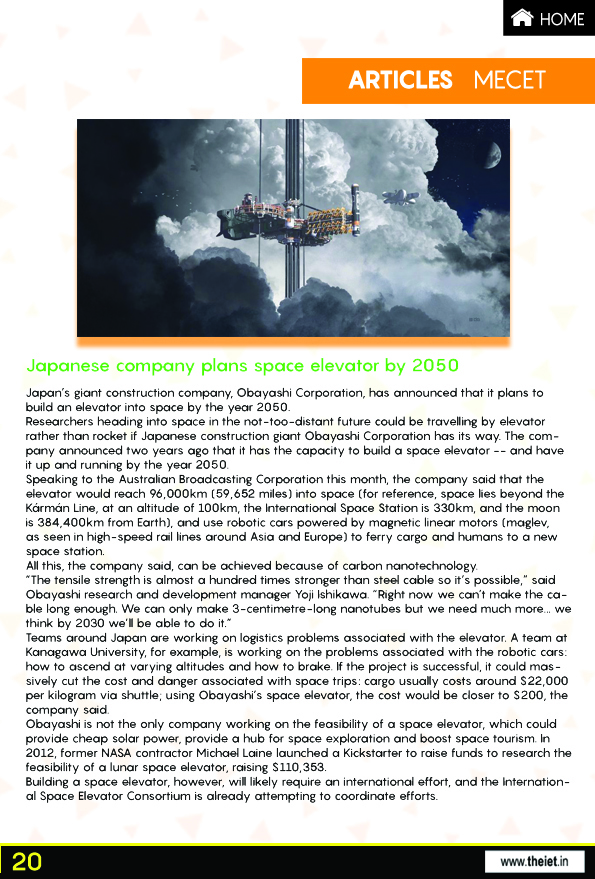 HOME
ARTICLES MECET
Japanese company plans space elevator by 2050
Japan's giant construction company, Obayashi Corporation, has announced that it plans to
build an elevator into space by the year 2050.
Researchers heading into space in the not-too-distant future could be travelling by elevator
rather than rocket if Japanese construction giant Obayashi Corporation has its way. The com-
pany announced two years ago that it has the capacity to build a space elevator -- and have
it up and running by the year 2050.
Speaking to the Australian Broadcasting Corporation this month, the company said that the
elevator would reach 96,000km (59,652 miles) into space (for reference, space lies beyond the
Kármán Line, at an altitude of 100km, the International Space Station is 330km, and the moon
is 384,400km from Earth), and use robotic cars powered by magnetic linear motors (maglev,
as seen in high-speed rail lines around Asia and Europe) to ferry cargo and humans to a new
space station.
All this, the company said, can be achieved because of carbon nanotechnology.
"The tensile strength is almost a hundred times stronger than steel cable so it's possible," said
Obayashi research and development manager Yoji Ishikawa. "Right now we can't make the ca-
ble long enough. We can only make 3-centimetre-long nanotubes but we need much more... we
think by 2030 we'll be able to do it."
Teams around Japan are working on logistics problems associated with the elevator. A team at
Kanagawa University, for example, is working on the problems associated with the robotic cars:
how to ascend at varying altitudes and how to brake. If the project is successful, it could mas-
sively cut the cost and danger associated with space trips: cargo usually costs around $22,000
per kilogram via shuttle; using Obayashi's space elevator, the cost would be closer to $200, the
company said.
Obayashi is not the only company working on the feasibility of a space elevator, which could
provide cheap solar power, provide a hub for space exploration and boost space tourism. In
2012, former NASA contractor Michael Laine launched a Kickstarter to raise funds to research the
feasibility of a lunar space elevator, raising $110,353.
Building a space elevator, however, will likely require an international effort, and the Internation-
al Space Elevator Consortium is already attempting to coordinate efforts.
20
www.theiet.in